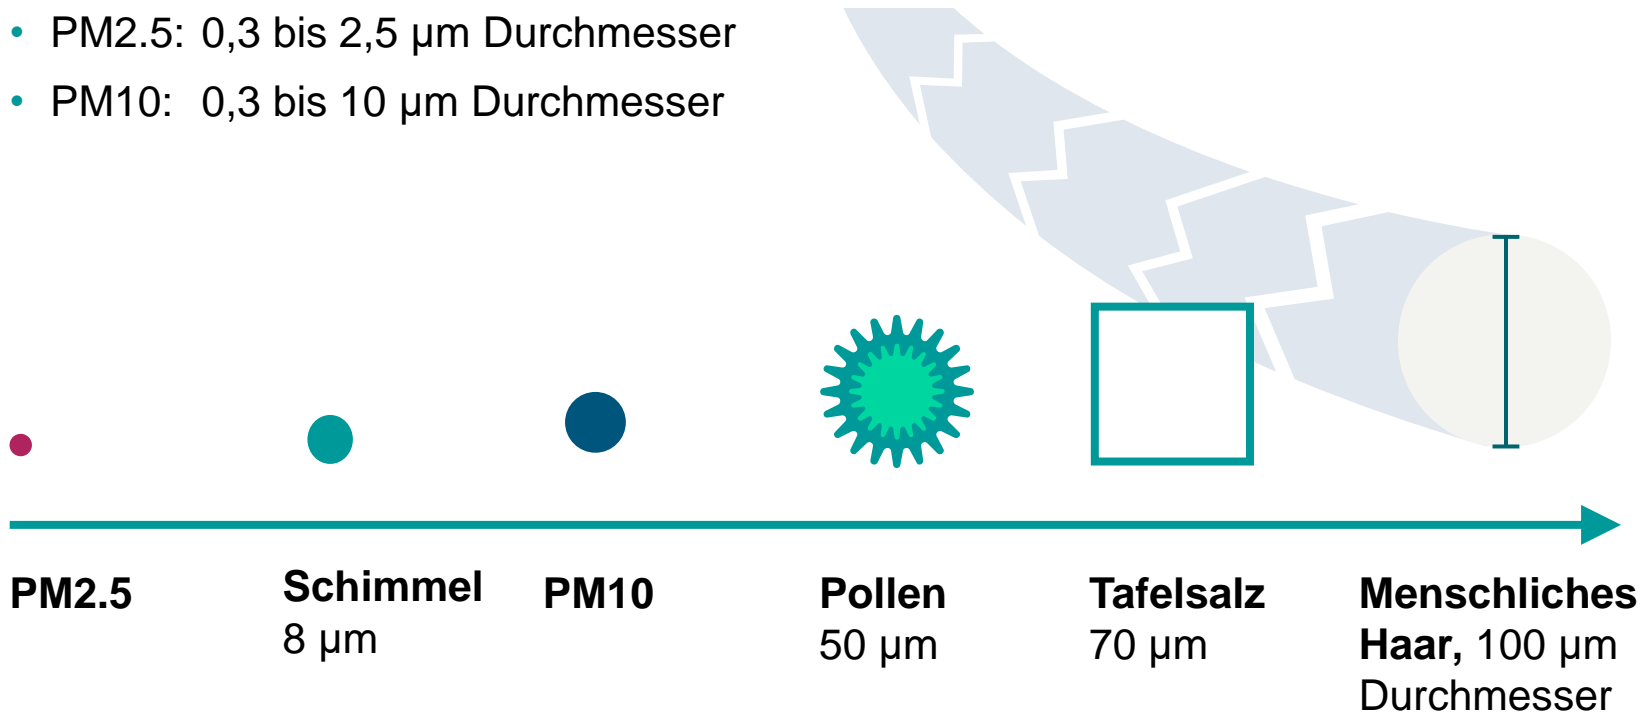 • PM2.5: 0,3 bis 2,5 µm Durchmesser
• PM10: 0,3 bis 10 µm Durchmesser
PM2.5
Schimmel
8 µm
PM10
Pollen
50 µm
Tafelsalz
70 µm
Menschliches
Haar, 100 µm
Durchmesser